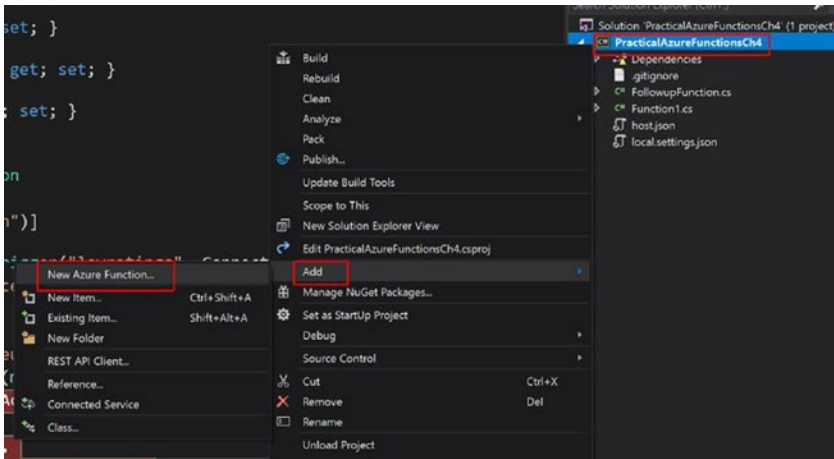 Search Solution Explorer (Ctrl+;)
Solution 'PracticalAzureFunctionsCh4' (1 project)
PracticalAzureFunctionsCh4
Dependencies
.gitignore
C# FollowupFunction.cs
C# Function1.cs
host.json
local.settings.json
set; }
get; set; }
; set; }
on
n")]
Build
Rebuild
Clean
Analyze
Pack
Publish...
Update Build Tools
Scope to This
New Solution Explorer View
Edit PracticalAzureFunctionsCh4.csproj
Add
Manage NuGet Packages...
Set as StartUp Project
Debug
Source Control
Cut Ctrl+X
Remove Del
Rename
Unload Project
New Azure Function...
New Item... Ctrl+Shift+A
Existing Item... Shift+Alt+A
New Folder
REST API Client...
Reference...
Connected Service
Class...